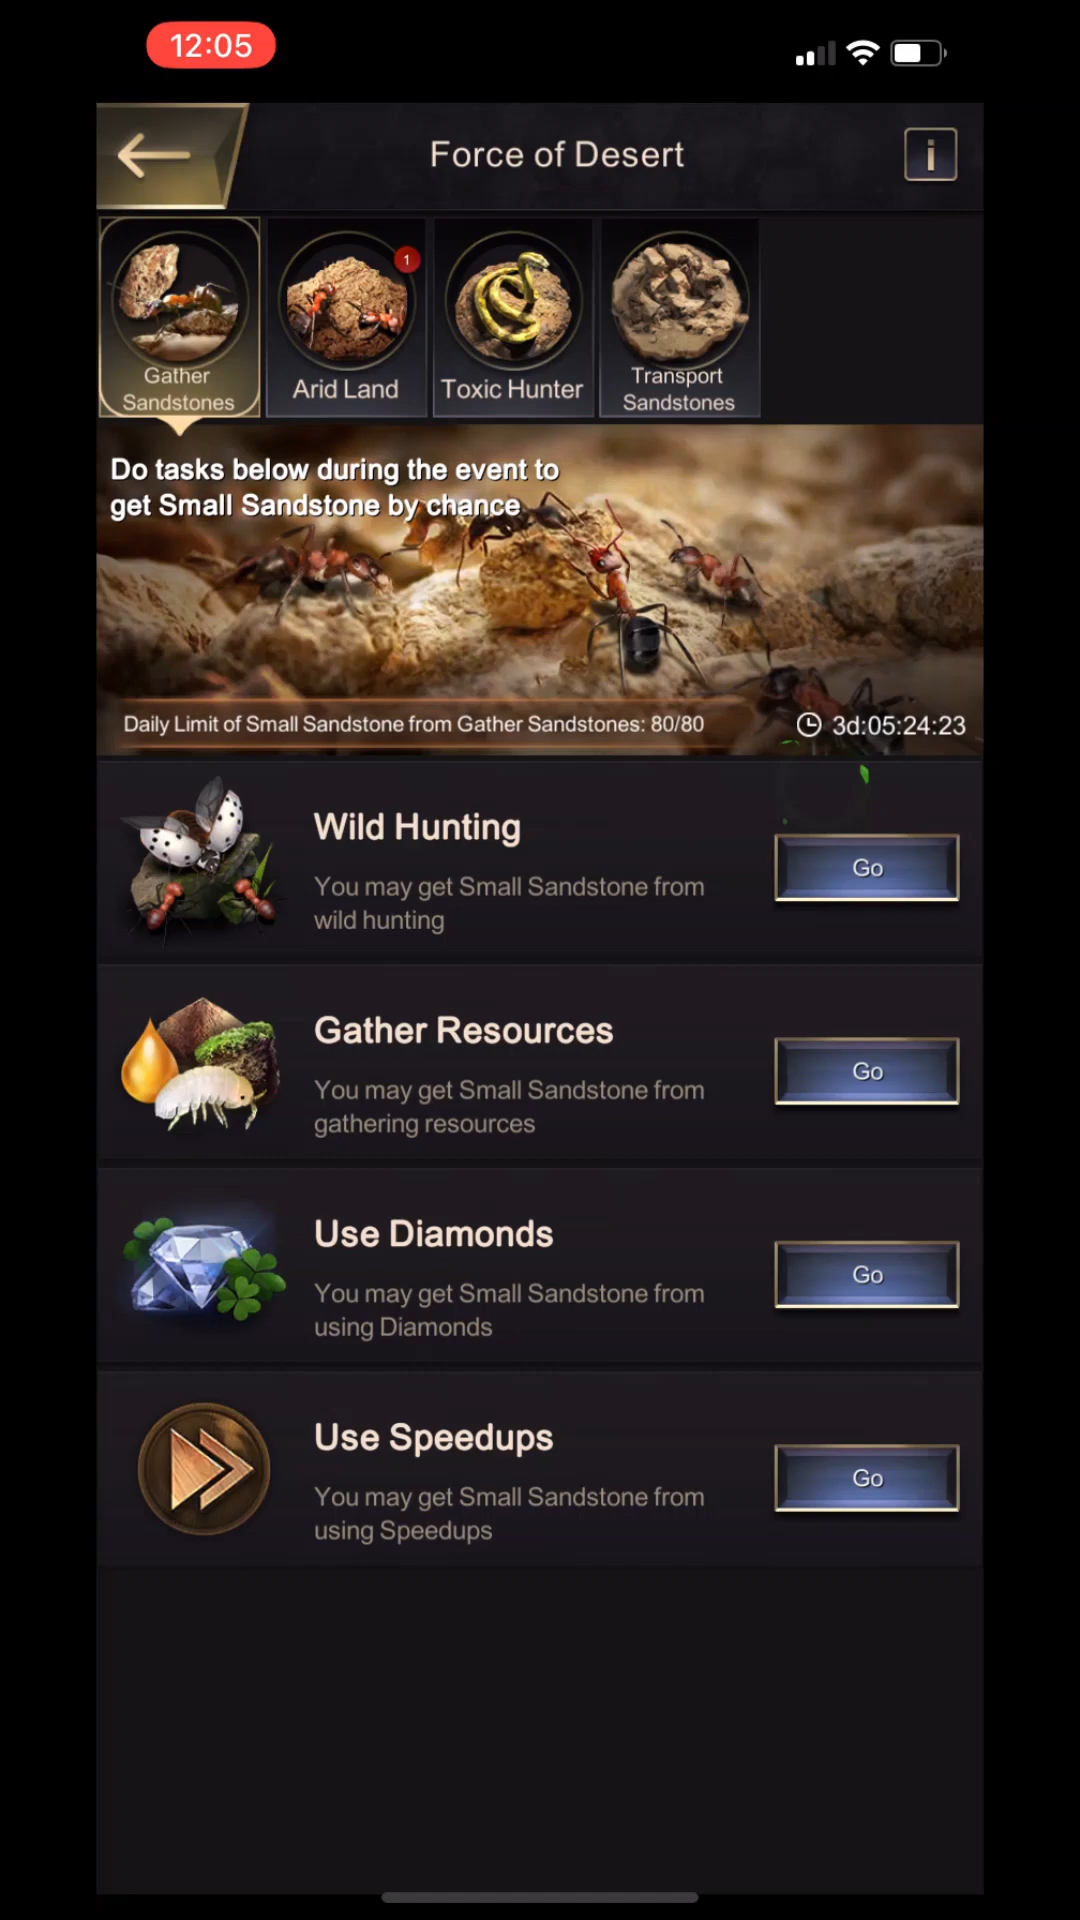 12:05
Force of Desert
i
1
Gather
Sandstones
Arid Land
Toxic Hunter
Transport
Sandstones
Do tasks below during the event to
get Small Sandstone by chance
Daily Limit of Small Sandstone from Gather Sandstones: 80/80
3d:05:24:23
Wild Hunting
You may get Small Sandstone from
wild hunting
Go
Gather Resources
You may get Small Sandstone from
gathering resources
Go
Use Diamonds
You may get Small Sandstone from
using Diamonds
Go
Use Speedups
You may get Small Sandstone from
using Speedups
Go